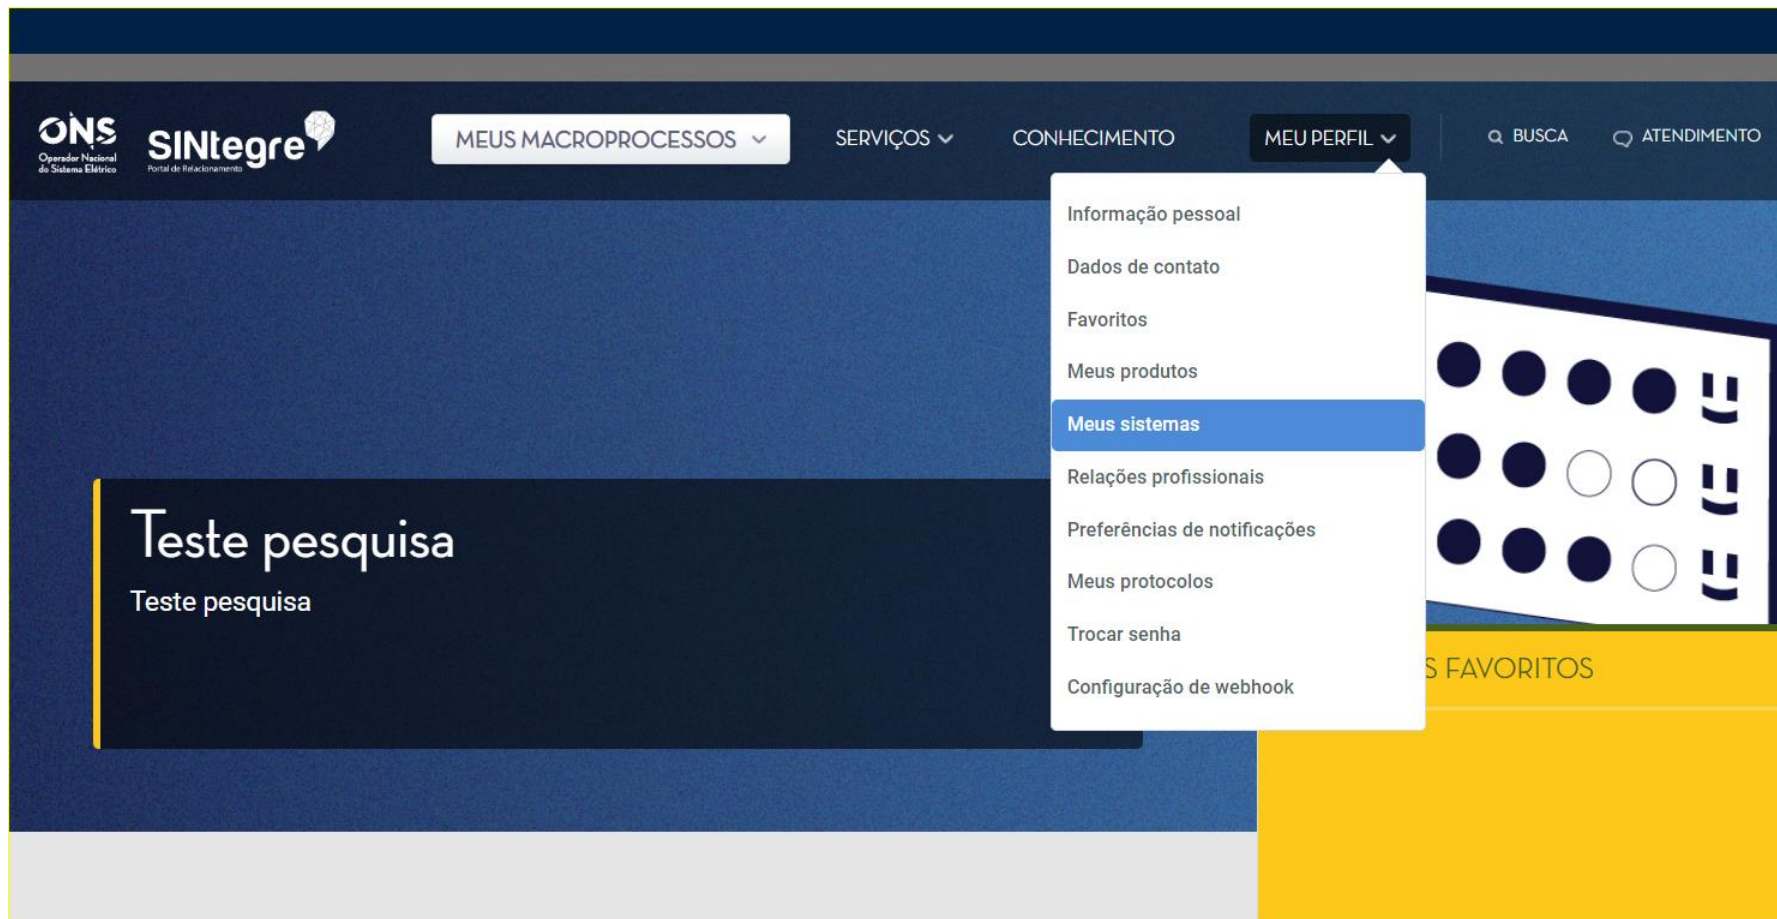 ONS
Operador Nacional
do Sistema Elétrico
SINtegre
Portal de Relacionamento
MEUS MACROPROCESSOS
SERVIÇOS
CONHECIMENTO
MEU PERFIL
BUSCA
ATENDIMENTO
Informação pessoal
Dados de contato
Favoritos
Meus produtos
Meus sistemas
Relações profissionais
Preferências de notificações
Meus protocolos
Trocar senha
Configuração de webhook
Teste pesquisa
Teste pesquisa
S FAVORITOS